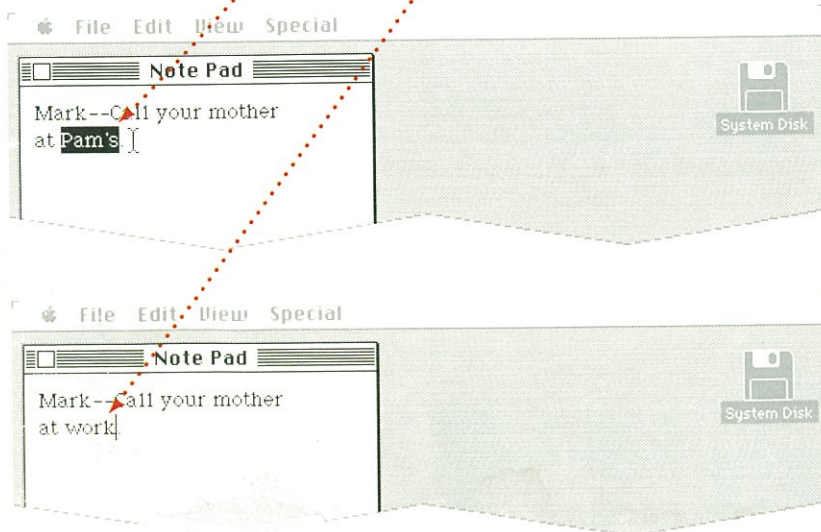 File Edit View Special
Note Pad
Mark--Call your mother
at Pam's.
System Disk
File Edit View Special
Note Pad
Mark--Call your mother
at work.
System Disk